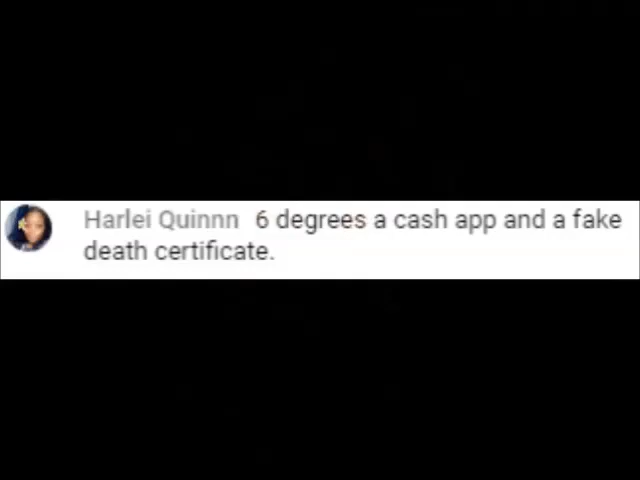 Harlei Quinnn 6 degrees a cash app and a fake
death certificate.